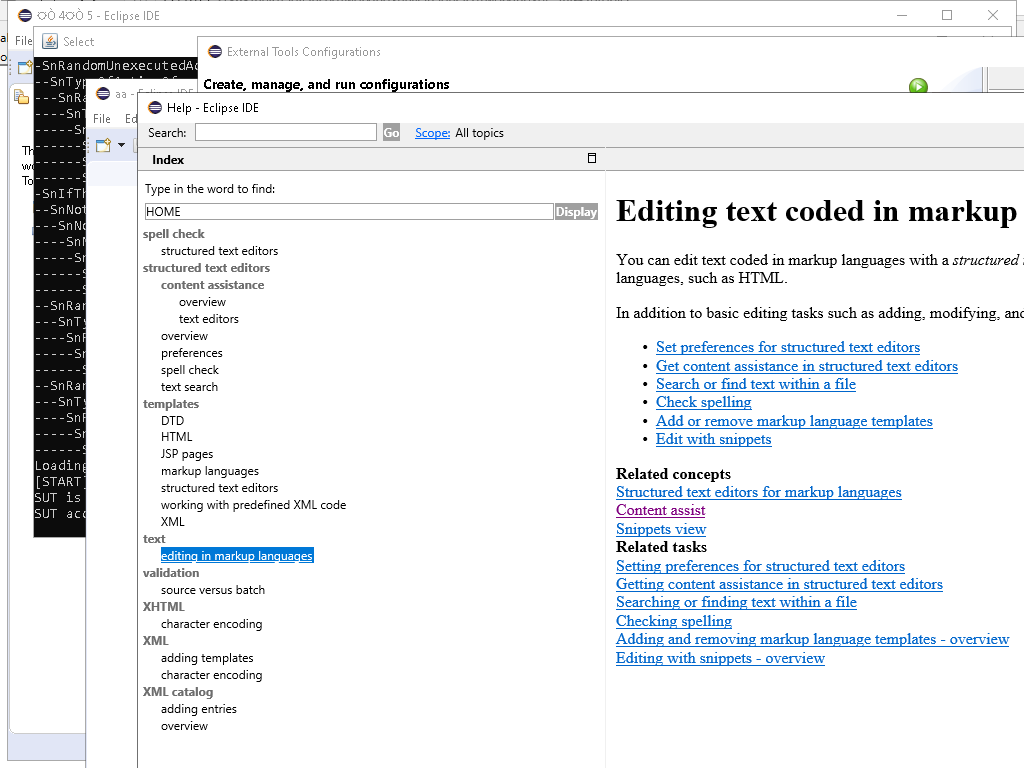 5 - Eclipse IDE
File
Select
External Tools Configurations
Create, manage, and run configurations
-SnRandomUnexecutedAc
--SnTyp
aa - Eclipse IDE
File Ed
Help - Eclipse IDE
Search: Go Scope: All topics
Index
Type in the word to find:
HOME Display
spell check
structured text editors
structured text editors
content assistance
overview
text editors
overview
preferences
spell check
text search
templates
DTD
HTML
JSP pages
markup languages
structured text editors
working with predefined XML code
XML
text
editing in markup languages
validation
source versus batch
XHTML
character encoding
XML
adding templates
character encoding
XML catalog
adding entries
overview
Editing text coded in markup
You can edit text coded in markup languages with a structured
languages, such as HTML.
In addition to basic editing tasks such as adding, modifying, and
• Set preferences for structured text editors
• Get content assistance in structured text editors
• Search or find text within a file
• Check spelling
• Add or remove markup language templates
• Edit with snippets
Related concepts
Structured text editors for markup languages
Content assist
Snippets view
Related tasks
Setting preferences for structured text editors
Getting content assistance in structured text editors
Searching or finding text within a file
Checking spelling
Adding and removing markup language templates - overview
Editing with snippets - overview
Th
wo
To
---SnRa
----SnT
-----Sn
-SnIfTh
--SnNot
---SnNo
----SnN
-----Sn
--SnRan
---SnTy
----SnR
-----Sn
--SnRan
---SnTy
----SnR
-----Sn
Loading
[START]
SUT is
SUT acc